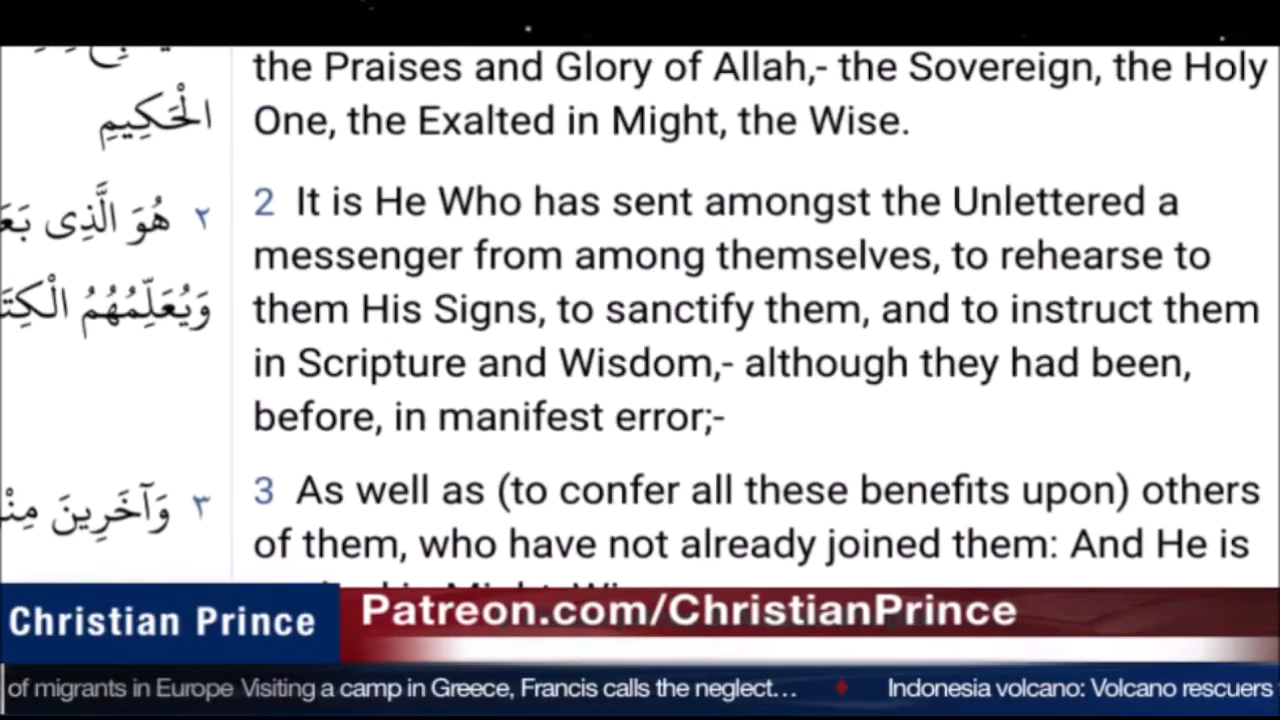 the Praises and Glory of Allah,- the Sovereign, the Holy
One, the Exalted in Might, the Wise.
الْحَكِيمِ
2 It is He Who has sent amongst the Unlettered a
messenger from among themselves, to rehearse to
them His Signs, to sanctify them, and to instruct them
in Scripture and Wisdom,- although they had been,
before, in manifest error;-
٢ هُوَ الَّذِى
وَيُعَلِّمُهُمُ
3 As well as (to confer all these benefits upon) others
of them, who have not already joined them: And He is
٣ وَآخَرِينَ
Christian Prince
Patreon.com/ChristianPrince
of migrants in Europe Visiting a camp in Greece, Francis calls the neglect... Indonesia volcano: Volcano rescuers